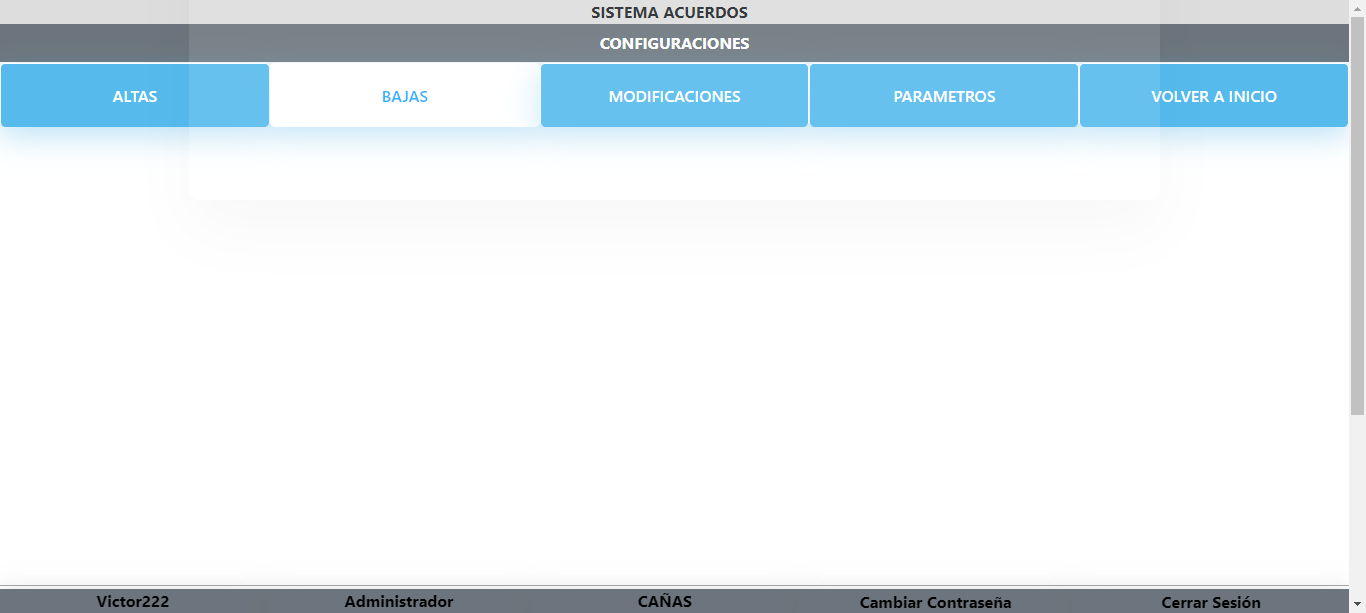 SISTEMA ACUERDOS
CONFIGURACIONES
ALTAS BAJAS MODIFICACIONES PARAMETROS VOLVER A INICIO
Victor222 Administrador CAÑAS Cambiar Contraseña Cerrar Sesión